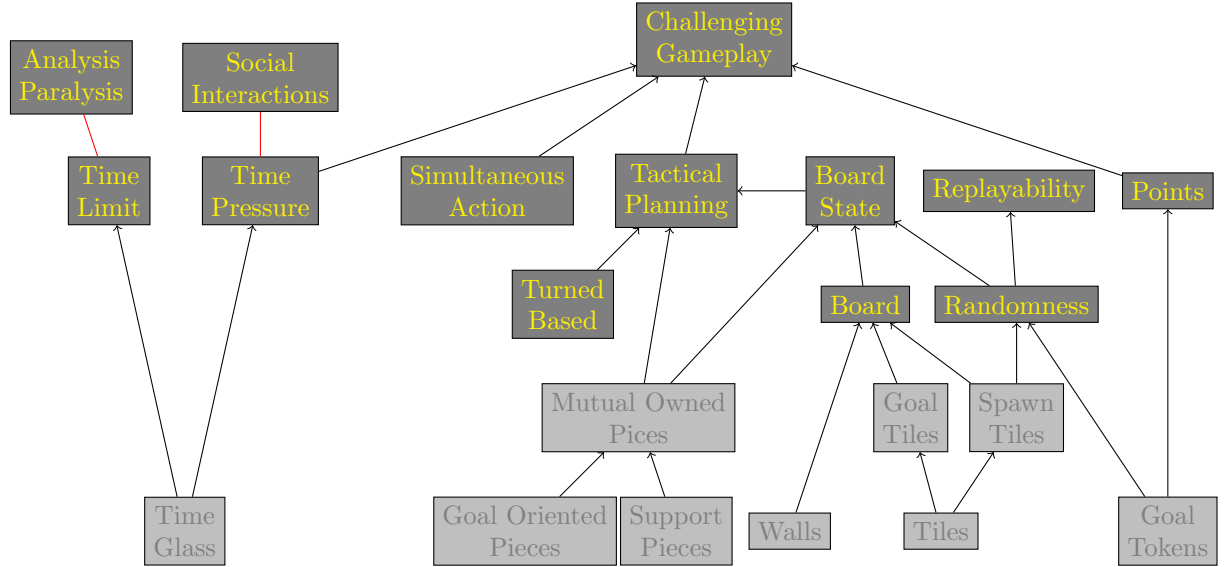 Challenging
Gameplay
Analysis
Paralysis
Social
Interactions
Time
Limit
Time
Pressure
Simultaneous
Action
Tactical
Planning
Board
State
Replayability
Points
Turned
Based
Board
Randomness
Mutual Owned
Pices
Goal
Tiles
Spawn
Tiles
Time
Glass
Goal Oriented
Pieces
Support
Pieces
Walls
Tiles
Goal
Tokens